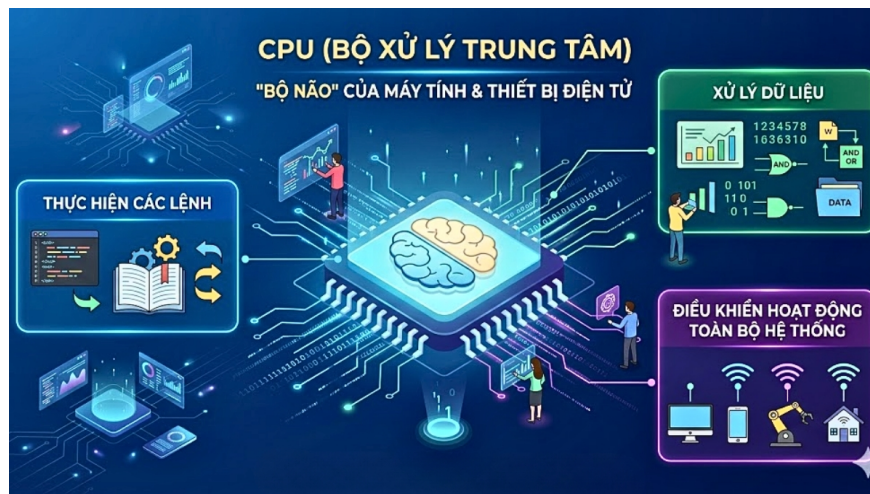 CPU (BỘ XỬ LÝ TRUNG TÂM)
"BỘ NÃO" CỦA MÁY TÍNH & THIẾT BỊ ĐIỆN TỬ
THỰC HIỆN CÁC LỆNH
XỬ LÝ DỮ LIỆU
1234578
1636310
W
AND
OR
AND
0 101
110
0 1
DATA
ĐIỀU KHIỂN HOẠT ĐỘNG
TOÀN BỘ HỆ THỐNG